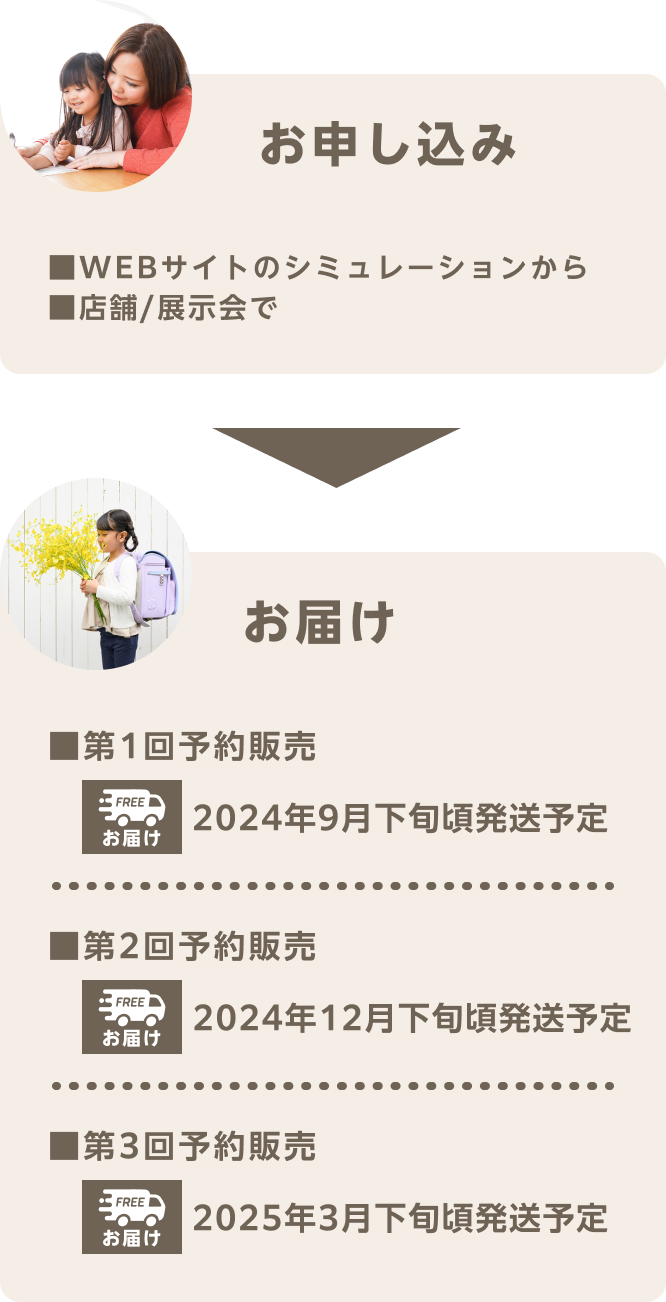 お申し込み
■WEBサイトのシミュレーションから
■店舗/展示会で
お届け
■第1回予約販売
FREE
お届け
2024年9月下旬頃発送予定
■第2回予約販売
FREE
お届け
2024年12月下旬頃発送予定
■第3回予約販売
FREE
お届け
2025年3月下旬頃発送予定